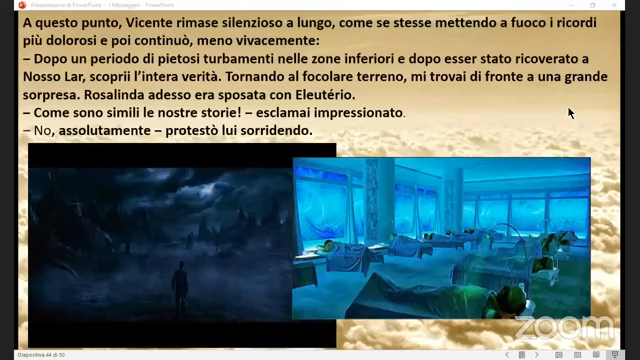 Presentazione di PowerPoint - I Messaggeri - PowerPoint
A questo punto, Vicente rimase silenzioso a lungo, come se stesse mettendo a fuoco i ricordi
più dolorosi e poi continuò, meno vivacemente:
– Dopo un periodo di pietosi turbamenti nelle zone inferiori e dopo esser stato ricoverato a
Nosso Lar, scoprii l'intera verità. Tornando al focolare terreno, mi trovai di fronte a una grande
sorpresa. Rosalinda adesso era sposata con Eleutério.
– Come sono simili le nostre storie! – esclamai impressionato.
– No, assolutamente – protestò lui sorridendo.
zoom
Diapositiva 44 di 50